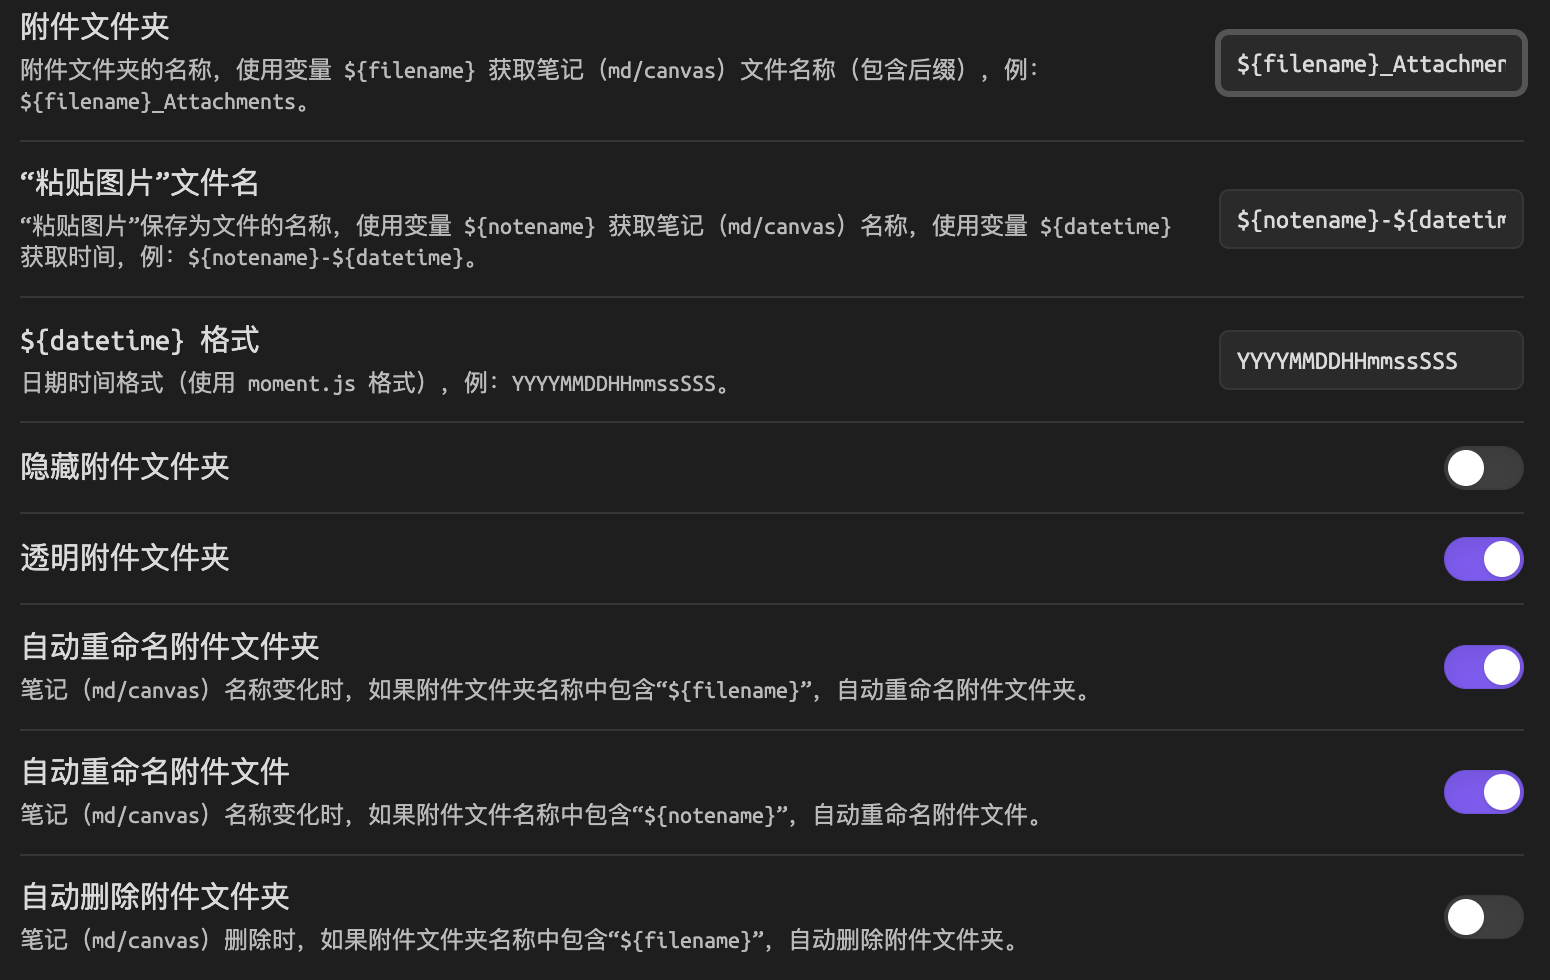 附件文件夹
附件文件夹的名称，使用变量 ${filename} 获取笔记（md/canvas）文件名称（包含后缀），例：
${filename}_Attachments。
${filename}_Attachmen
“粘贴图片”文件名
“粘贴图片”保存为文件的名称，使用变量 ${notename} 获取笔记（md/canvas）名称，使用变量 ${datetime}
获取时间，例：${notename}-${datetime}。
${notename}-${datetim
${datetime} 格式
日期时间格式（使用 moment.js 格式），例：YYYYMMDDHHmmssSSS。
YYYYMMDDHHmmssSSS
隐藏附件文件夹
透明附件文件夹
自动重命名附件文件夹
笔记（md/canvas）名称变化时，如果附件文件夹名称中包含“${filename}”，自动重命名附件文件夹。
自动重命名附件文件
笔记（md/canvas）名称变化时，如果附件文件名称中包含“${notename}”，自动重命名附件文件。
自动删除附件文件夹
笔记（md/canvas）删除时，如果附件文件夹名称中包含“${filename}”，自动删除附件文件夹。